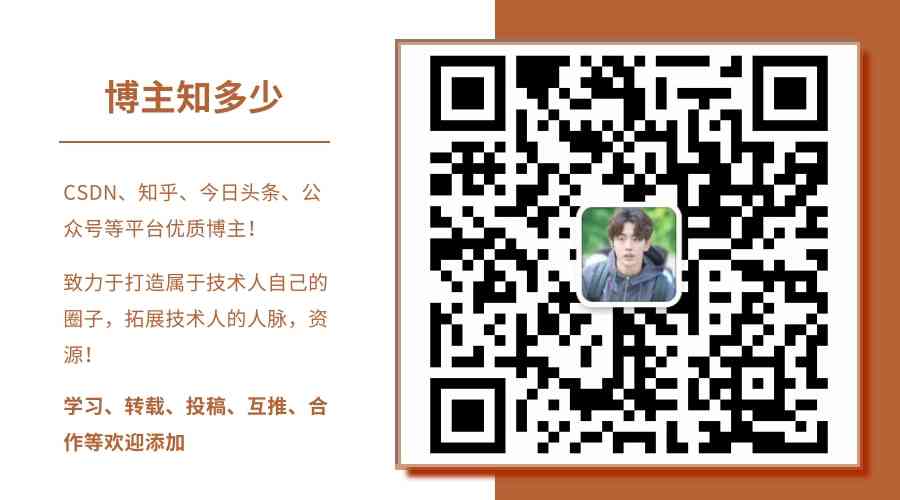 博主知多少
CSDN、知乎、今日头条、公
众号等平台优质博主！
致力于打造属于技术人自己的
圈子，拓展技术人的人脉，资
源！
学习、转载、投稿、互推、合
作等欢迎添加